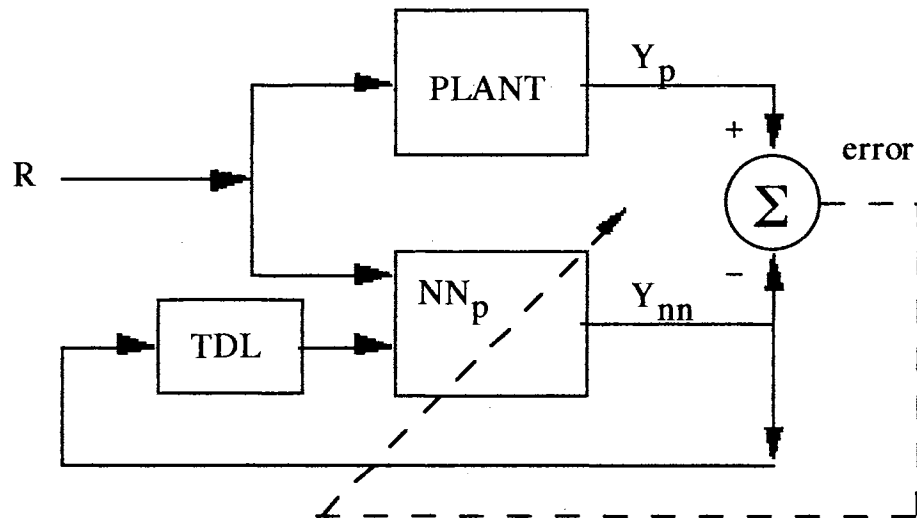 Y_p
PLANT
+
error
R
Σ
−
NN_p
Y_nn
TDL